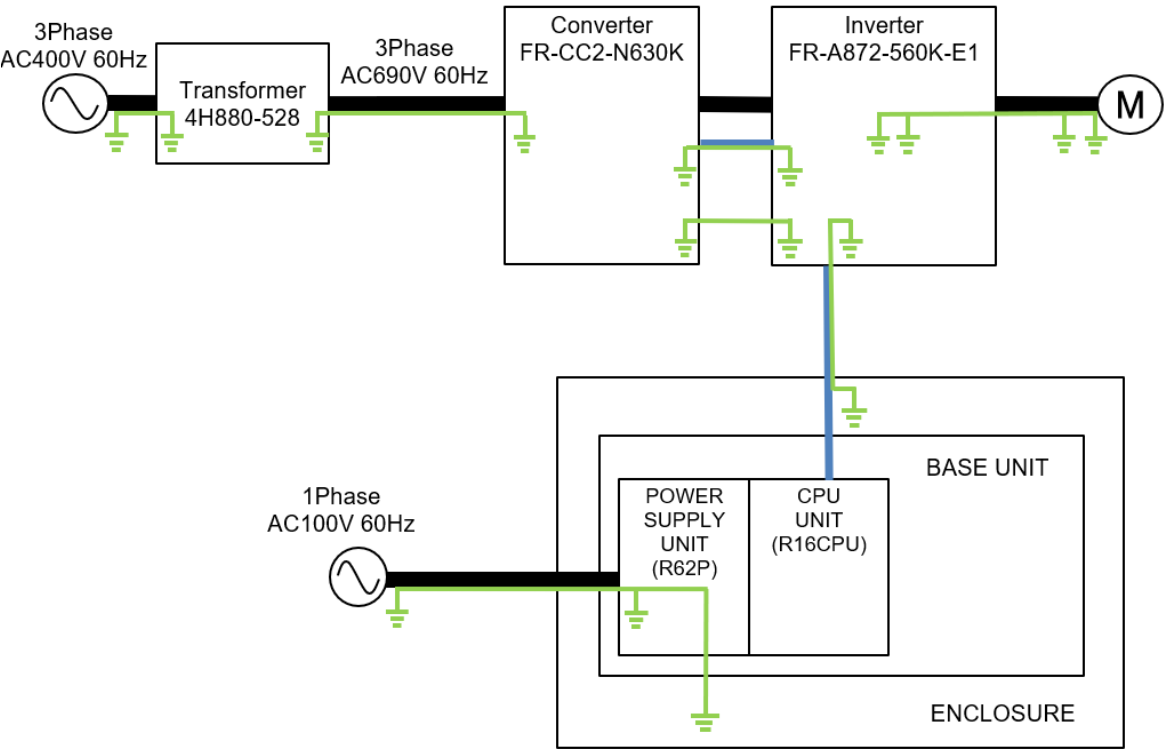 3Phase
AC400V 60Hz
Transformer
4H880-528
3Phase
AC690V 60Hz
Converter
FR-CC2-N630K
Inverter
FR-A872-560K-E1
M
1Phase
AC100V 60Hz
POWER
SUPPLY
UNIT
(R62P)
CPU
UNIT
(R16CPU)
BASE UNIT
ENCLOSURE